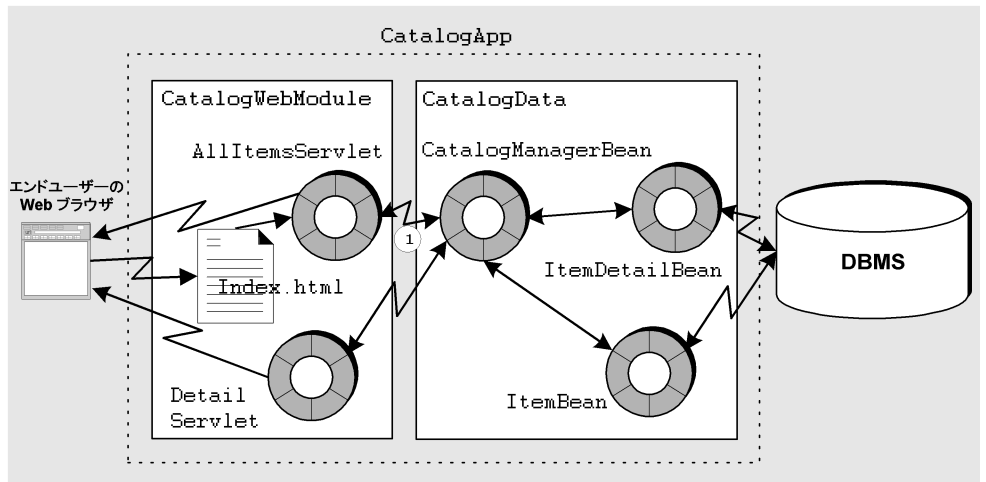 CatalogApp
CatalogWebModule
CatalogData
AllItemsServlet
CatalogManagerBean
エンドユーザーの
Web ブラウザ
1
Index.html
ItemDetailBean
DBMS
Detail
Servlet
ItemBean